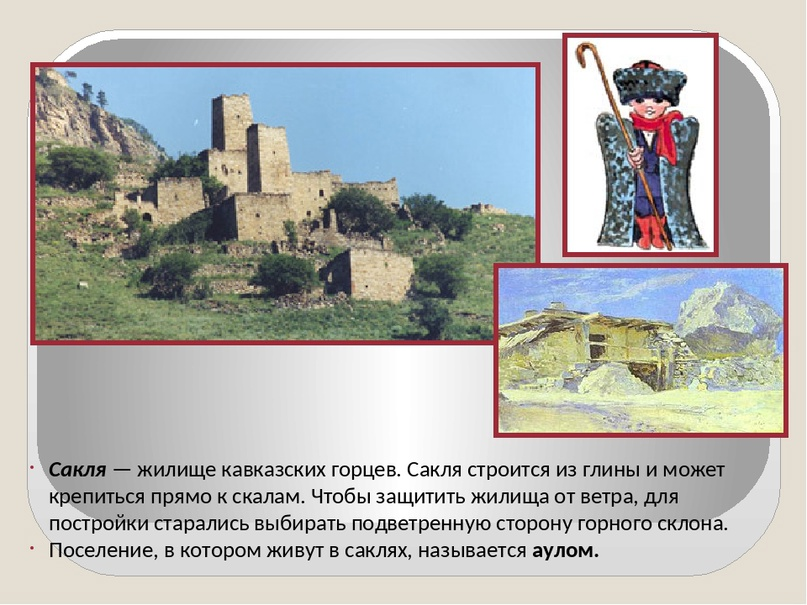 Сакля — жилище кавказских горцев. Сакля строится из глины и может
крепиться прямо к скалам. Чтобы защитить жилища от ветра, для
постройки старались выбирать подветренную сторону горного склона.
Поселение, в котором живут в саклях, называется аулом.